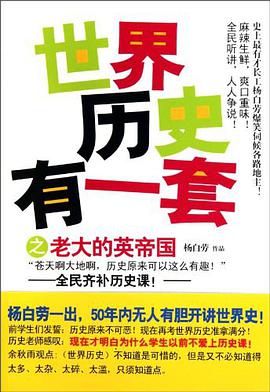 史上最有才长工杨白劳爆笑伺候各路地主！
麻辣生鲜，爽口重味！
全民听讲，人人争说！
世界
历史
有一套
之老大的英帝国 杨白劳 作品
“苍天啊大地啊，历史原来可以这么有趣！”
——全民齐补历史课！——
杨白劳一出，50年内无人有胆开讲世界史！
前学生们发誓：历史原来不可恶！现在再考世界历史准拿满分！
历史老师感叹：现在才明白为什么学生以前不爱上历史课！
余秋雨观点：《世界历史》不知道是可惜的，但是又不必知道得
太多、太杂、太碎、太滥，只须知道点。